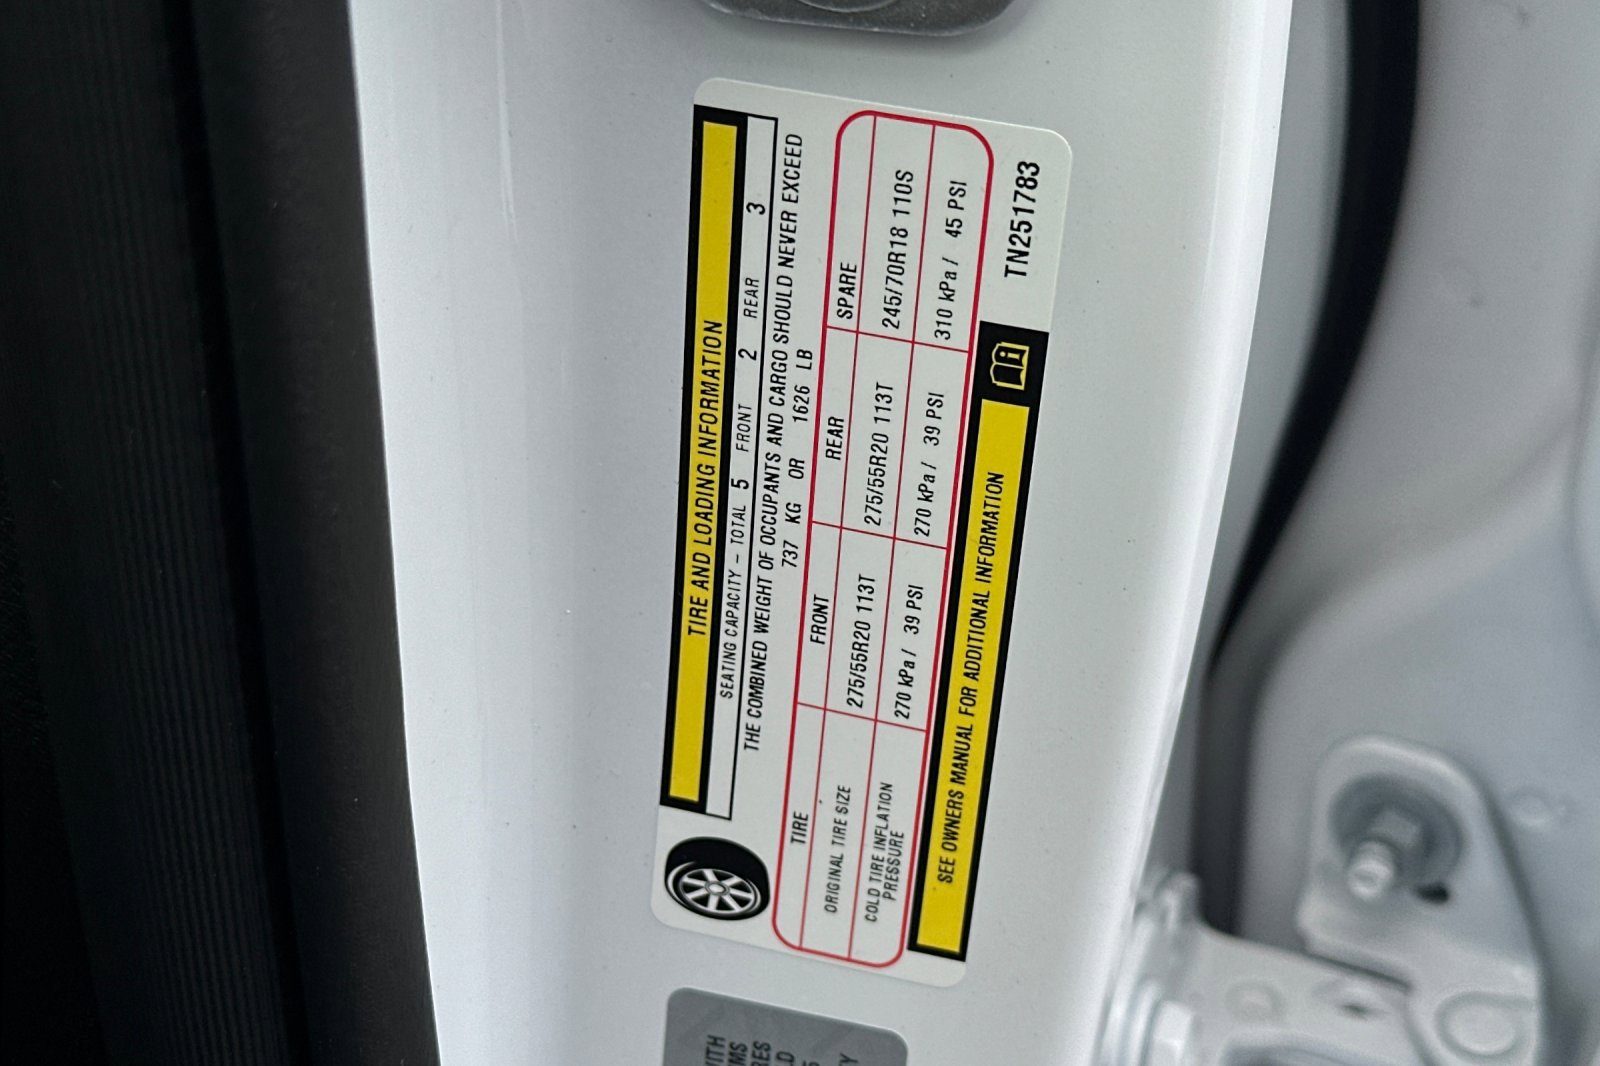 TIRE AND LOADING INFORMATION
SEATING CAPACITY – TOTAL 5 FRONT 2 REAR 3
THE COMBINED WEIGHT OF OCCUPANTS AND CARGO SHOULD NEVER EXCEED
737 KG OR 1626 LB
TIRE FRONT REAR SPARE
ORIGINAL TIRE SIZE 275/55R20 113T 275/55R20 113T 245/70R18 110S
COLD TIRE INFLATION
PRESSURE 270 kPa / 39 PSI 270 kPa / 39 PSI 310 kPa / 45 PSI
SEE OWNERS MANUAL FOR ADDITIONAL INFORMATION
TN251783